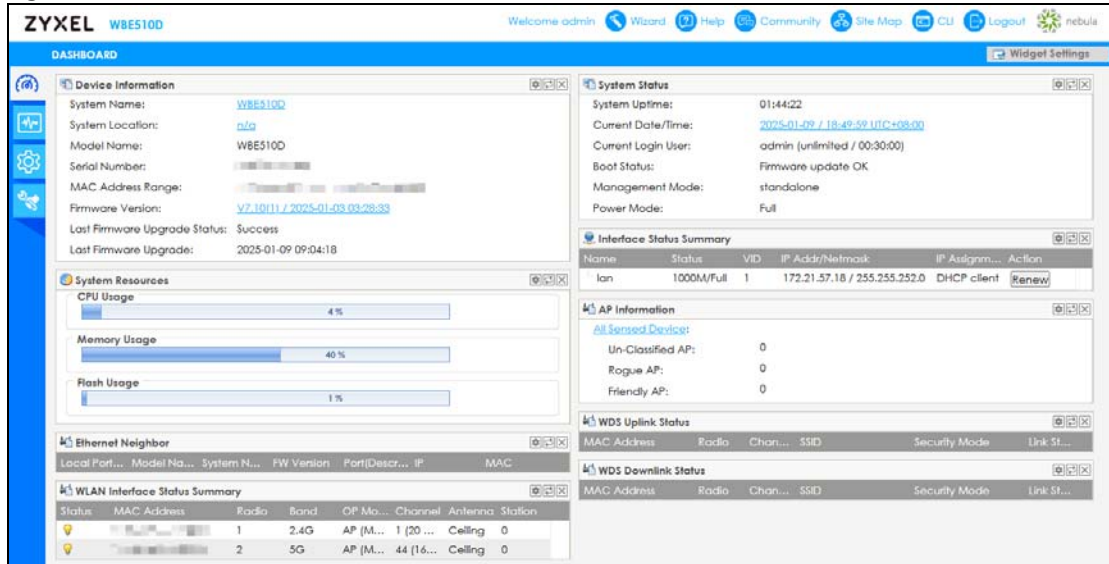 ZYXEL WBE510D
Welcome admin Wizard Help Community Site Map CLI Logout nebula
DASHBOARD
Widget Settings
Device Information
System Name: WBE510D
System Location: n/a
Model Name: WBE510D
Serial Number:
MAC Address Range:
Firmware Version: V7.10(1) / 2025-01-03 03:28:33
Last Firmware Upgrade Status: Success
Last Firmware Upgrade: 2025-01-09 09:04:18
System Resources
CPU Usage
4 %
Memory Usage
40 %
Flash Usage
1 %
Ethernet Neighbor
Local Port... Model Na... System N... FW Version Port(Descr... IP MAC
WLAN Interface Status Summary
Status MAC Address Radio Band OP Mo... Channel Antenna Station
1 2.4G AP (M... 1 (20 ... Ceiling 0
2 5G AP (M... 44 (16... Ceiling 0
System Status
System Uptime: 01:44:22
Current Date/Time: 2025-01-09 / 18:49:59 UTC+08:00
Current Login User: admin (unlimited / 00:30:00)
Boot Status: Firmware update OK
Management Mode: standalone
Power Mode: Full
Interface Status Summary
Name Status VID IP Addr/Netmask IP Assignm... Action
lan 1000M/Full 1 172.21.57.18 / 255.255.252.0 DHCP client Renew
AP Information
All Sensed Device:
Un-Classified AP: 0
Rogue AP: 0
Friendly AP: 0
WDS Uplink Status
MAC Address Radio Chan... SSID Security Mode Link St...
WDS Downlink Status
MAC Address Radio Chan... SSID Security Mode Link St...